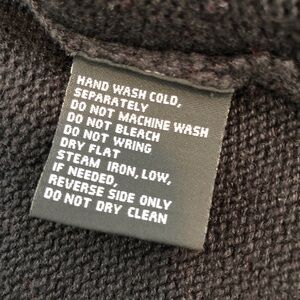 HAND WASH COLD,
SEPARATELY
DO NOT MACHINE WASH
DO NOT BLEACH
DO NOT WRING
DRY FLAT
STEAM IRON, LOW,
IF NEEDED,
REVERSE SIDE ONLY
DO NOT DRY CLEAN